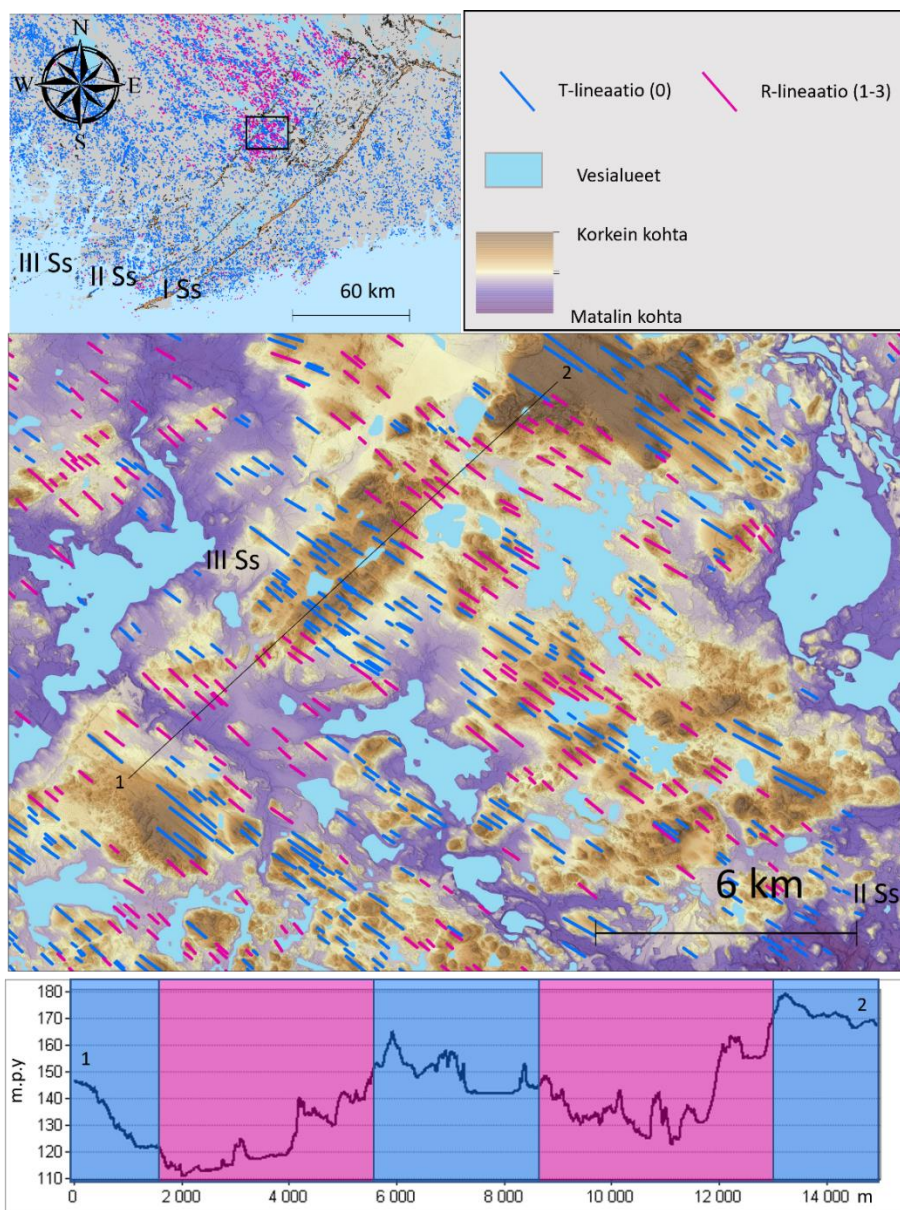 N
W E
S
III Ss
II Ss
I Ss
60 km
T-lineaatio (0)
R-lineaatio (1-3)
Vesialueet
Korkein kohta
Matalin kohta
2
III Ss
1
6 km
II Ss
m.p.y
180
170
160
150
140
130
120
110
1
2
0 2 000 4 000 6 000 8 000 10 000 12 000 14 000 m